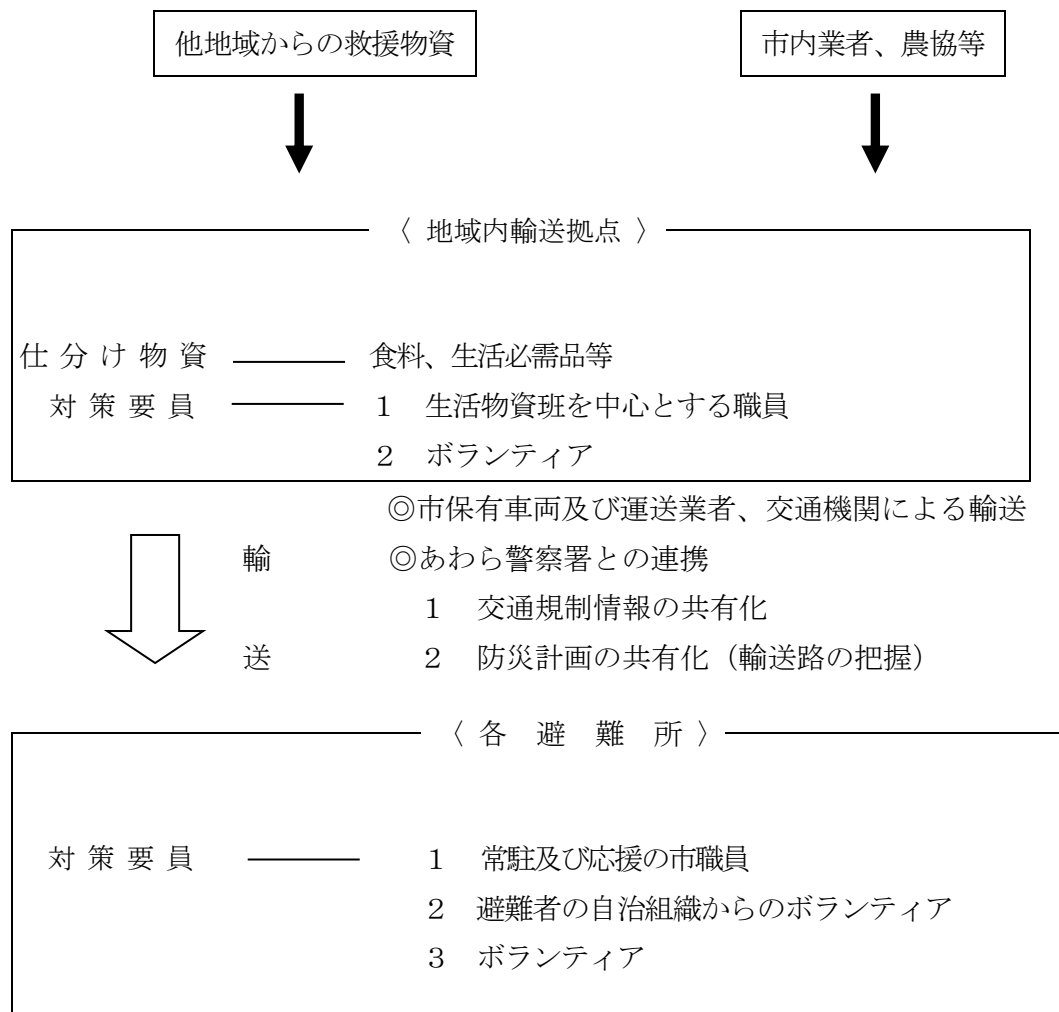 他地域からの救援物資
市内業者、農協等
〈 地域内輸送拠点 〉
仕分け物資 食料、生活必需品等
対策要員 1 生活物資班を中心とする職員
2 ボランティア
◎市保有車両及び運送業者、交通機関による輸送
輸 ◎あわら警察署との連携
1 交通規制情報の共有化
送 2 防災計画の共有化（輸送路の把握）
〈 各 避 難 所 〉
対策要員 1 常駐及び応援の市職員
2 避難者の自治組織からのボランティア
3 ボランティア